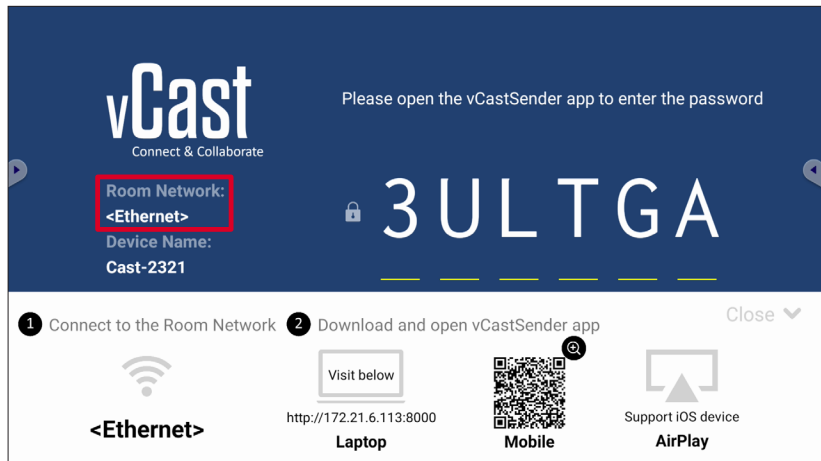 vCast
Connect & Collaborate
Please open the vCastSender app to enter the password
Room Network:
<Ethernet>
Device Name:
Cast-2321
3ULTGA
1 Connect to the Room Network
2 Download and open vCastSender app
Close
<Ethernet>
Visit below
http://172.21.6.113:8000
Laptop
Mobile
Support iOS device
AirPlay